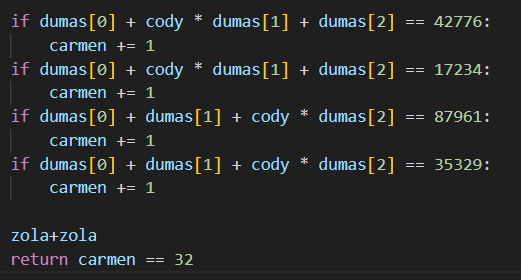 if dumas[0] + cody * dumas[1] + dumas[2] == 42776:
    carmen += 1
if dumas[0] + cody * dumas[1] + dumas[2] == 17234:
    carmen += 1
if dumas[0] + dumas[1] + cody * dumas[2] == 87961:
    carmen += 1
if dumas[0] + dumas[1] + cody * dumas[2] == 35329:
    carmen += 1

zola+zola
return carmen == 32